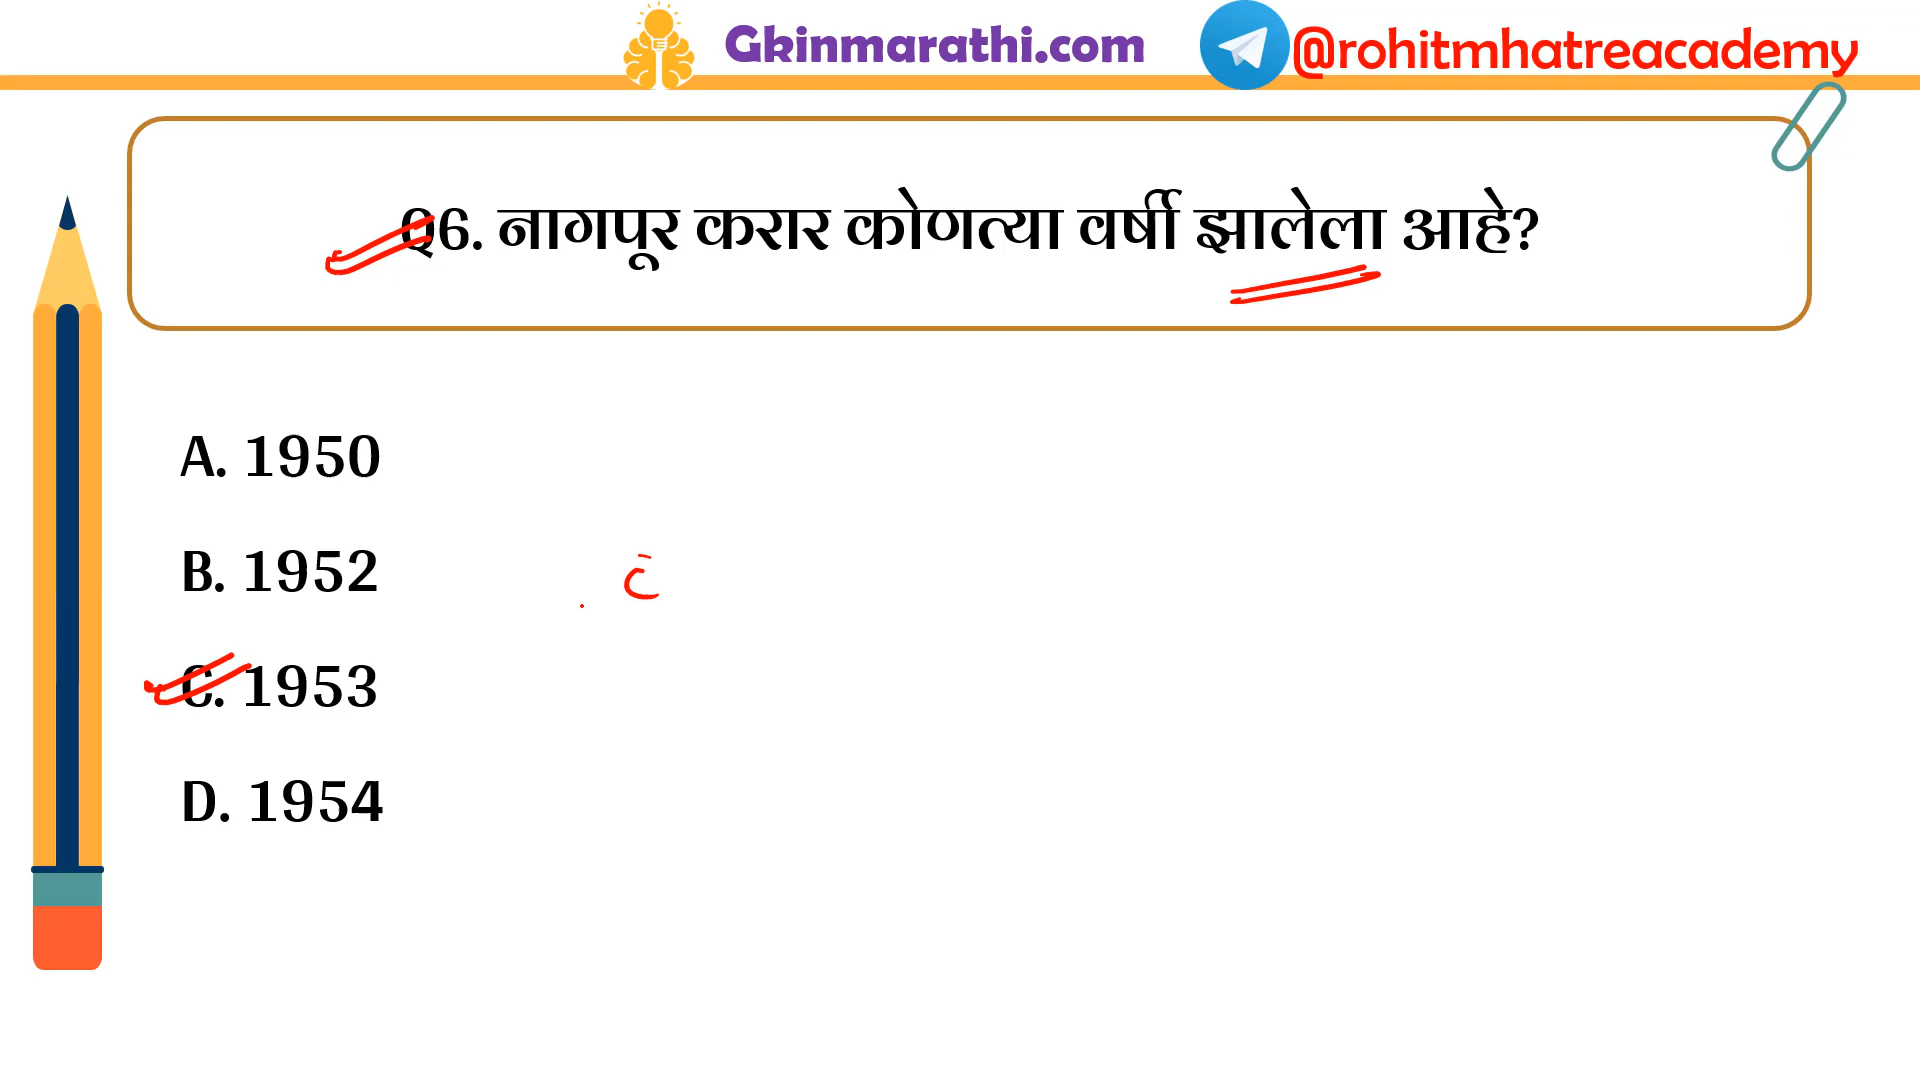 Gkinmarathi.com
@rohitmhatreacademy
Q6. नागपूर करार कोणत्या वर्षी झालेला आहे?
A. 1950
B. 1952
C. 1953
D. 1954